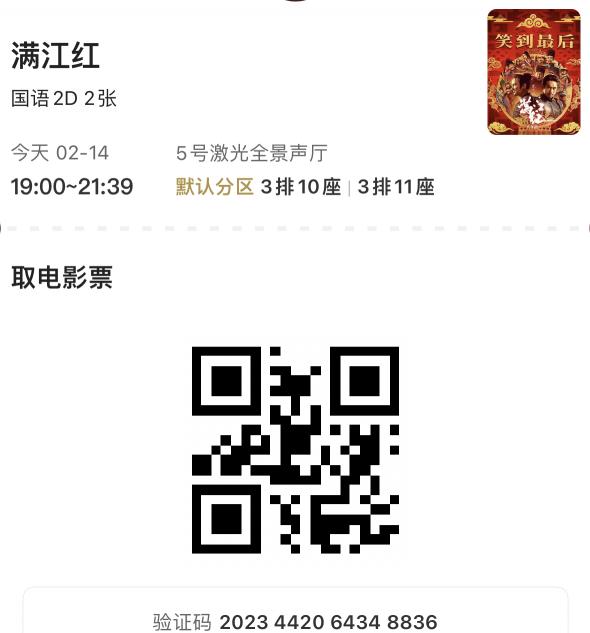 满江红
笑到最后
国语2D 2张
今天 02-14 5号激光全景声厅
19:00~21:39 默认分区 3排10座 | 3排11座
取电影票
验证码 2023 4420 6434 8836